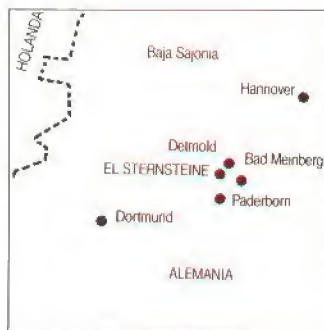 HOLANDA
Baja Sajonia
Hannover
Detmold
Bad Meinberg
EL STERNSTEINE
Paderborn
Dortmund
ALEMANIA